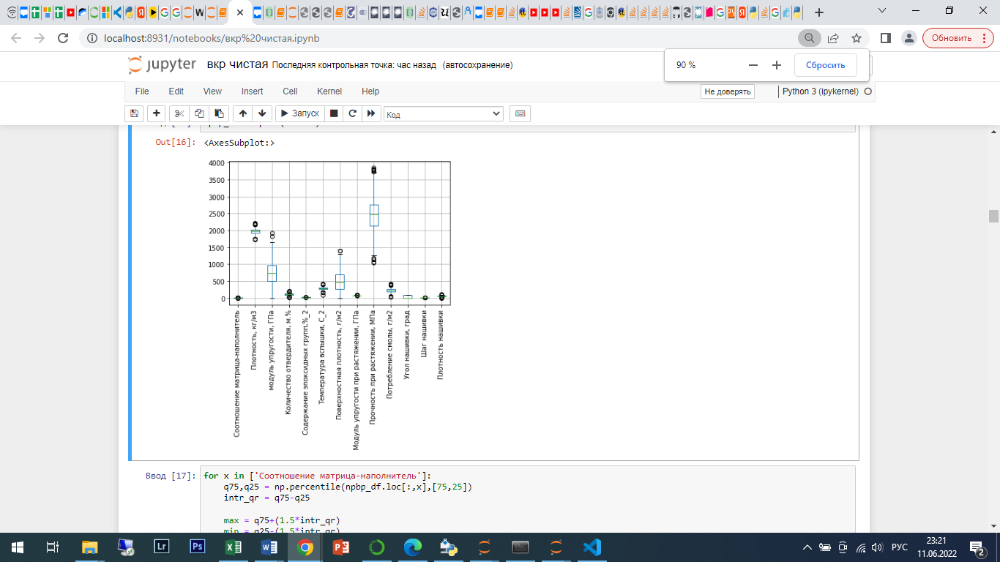 localhost:8931/notebooks/вкр%20чистая.ipynb
Обновить
jupyter вкр чистая Последняя контрольная точка: час назад (автосохранение)
90 %
Сбросить
File Edit View Insert Cell Kernel Help
Не доверять
Python 3 (ipykernel)
Запуск
Код
Out[16]: <AxesSubplot:>
4000
3500
3000
2500
2000
1500
1000
500
0
Соотношение матрица-наполнитель
Плотность, кг/м3
модуль упругости, ГПа
Количество отвердителя, м.%
Содержание эпоксидных групп,%_2
Температура вспышки, С_2
Поверхностная плотность, г/м2
Модуль упругости при растяжении, ГПа
Прочность при растяжении, МПа
Потребление смолы, г/м2
Угол нашивки, град
Шаг нашивки
Плотность нашивки
Ввод [17]: for x in ['Соотношение матрица-наполнитель']:
q75,q25 = np.percentile(npbp_df.loc[:,x],[75,25])
intr_qr = q75-q25
max = q75+(1.5*intr_qr)
min = q25-(1.5*intr_qr)
Lr
Ps
РУС
23:21
11.06.2022
2